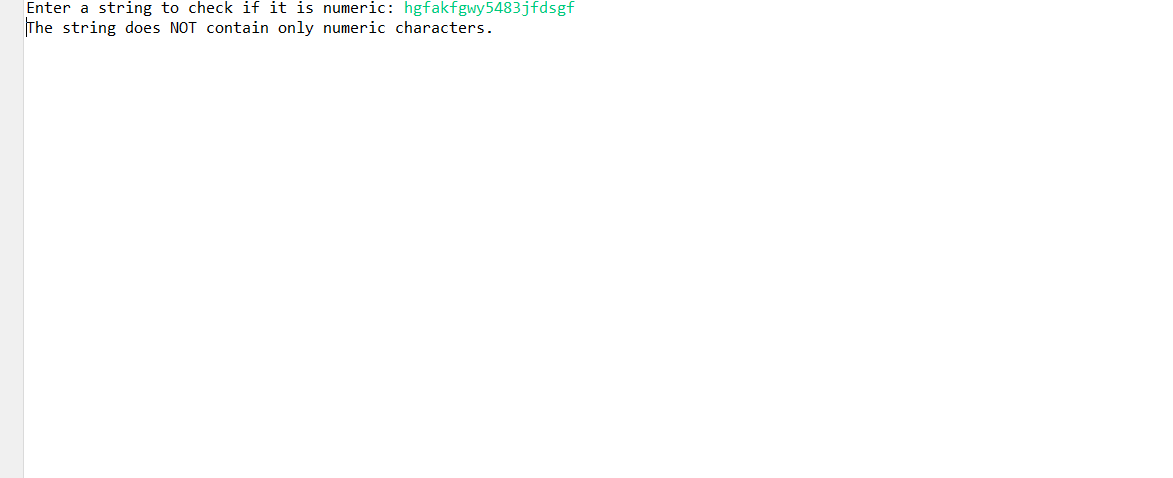 Enter a string to check if it is numeric: hgfakfgwy5483jfdsgf
The string does NOT contain only numeric characters.